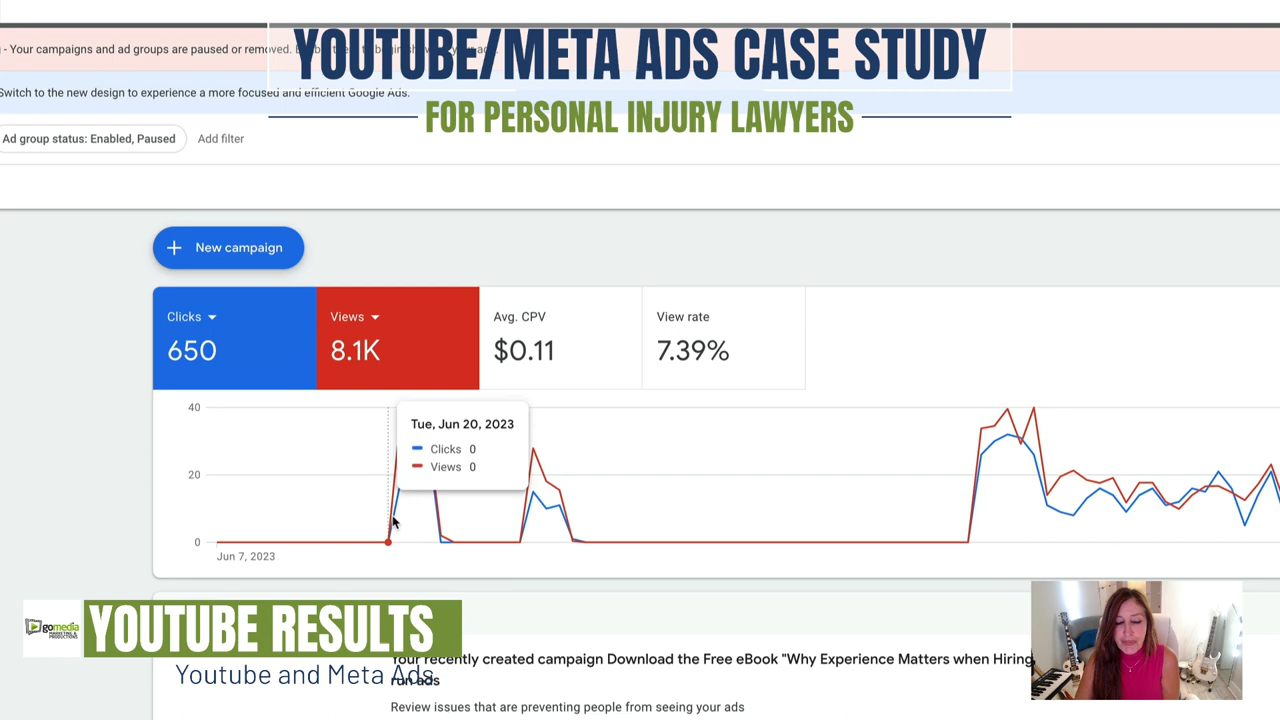 YOUTUBE/META ADS CASE STUDY
FOR PERSONAL INJURY LAWYERS
- Your campaigns and ad groups are paused or removed.
Switch to the new design to experience a more focused and efficient Google Ads.
Ad group status: Enabled, Paused
Add filter
+ New campaign
Clicks
650
Views
8.1K
Avg. CPV
$0.11
View rate
7.39%
40
20
0
Tue, Jun 20, 2023
Clicks 0
Views 0
Jun 7, 2023
gomedia
MARKETING &
PRODUCTIONS
YOUTUBE RESULTS
Youtube and Meta Ads
Your recently created campaign Download the Free eBook "Why Experience Matters when Hiring
run ads
Review issues that are preventing people from seeing your ads